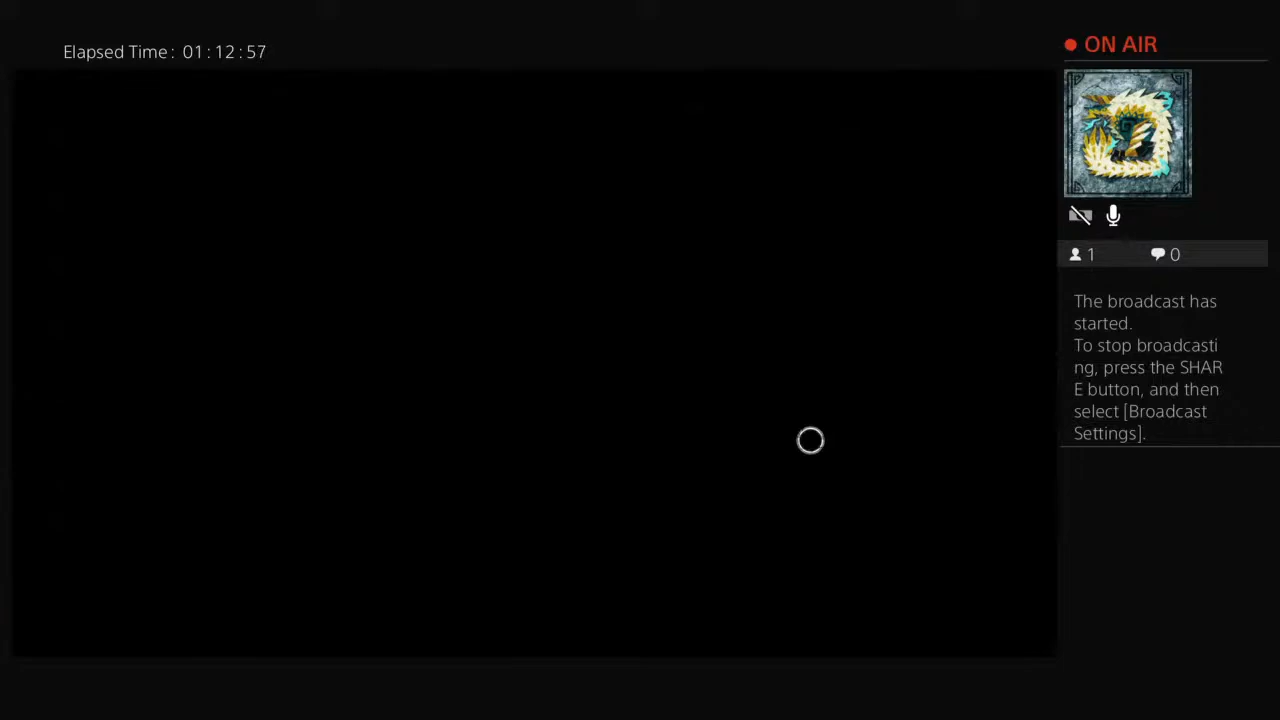 Elapsed Time: 01:12:57
ON AIR
1 0
The broadcast has
started.
To stop broadcasti
ng, press the SHAR
E button, and then
select [Broadcast
Settings].